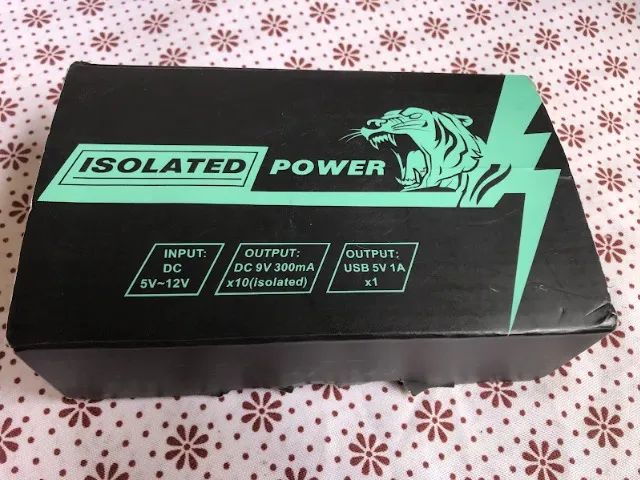 ISOLATED POWER
INPUT:
DC
5V~12V
OUTPUT:
DC 9V 300mA
x10(isolated)
OUTPUT:
USB 5V 1A
x1